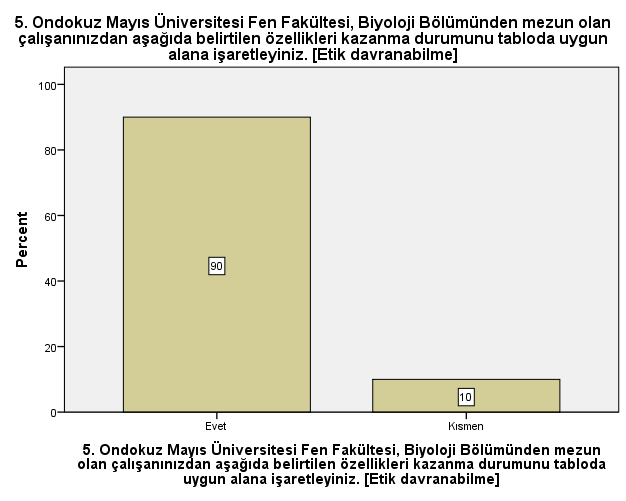 5. Ondokuz Mayıs Üniversitesi Fen Fakültesi, Biyoloji Bölümünden mezun olan
çalışanınızdan aşağıda belirtilen özellikleri kazanma durumunu tabloda uygun
alana işaretleyiniz. [Etik davranabilme]
100
80
60
40
20
0
Percent
90
10
Evet
Kısmen
5. Ondokuz Mayıs Üniversitesi Fen Fakültesi, Biyoloji Bölümünden mezun
olan çalışanınızdan aşağıda belirtilen özellikleri kazanma durumunu tabloda
uygun alana işaretleyiniz. [Etik davranabilme]